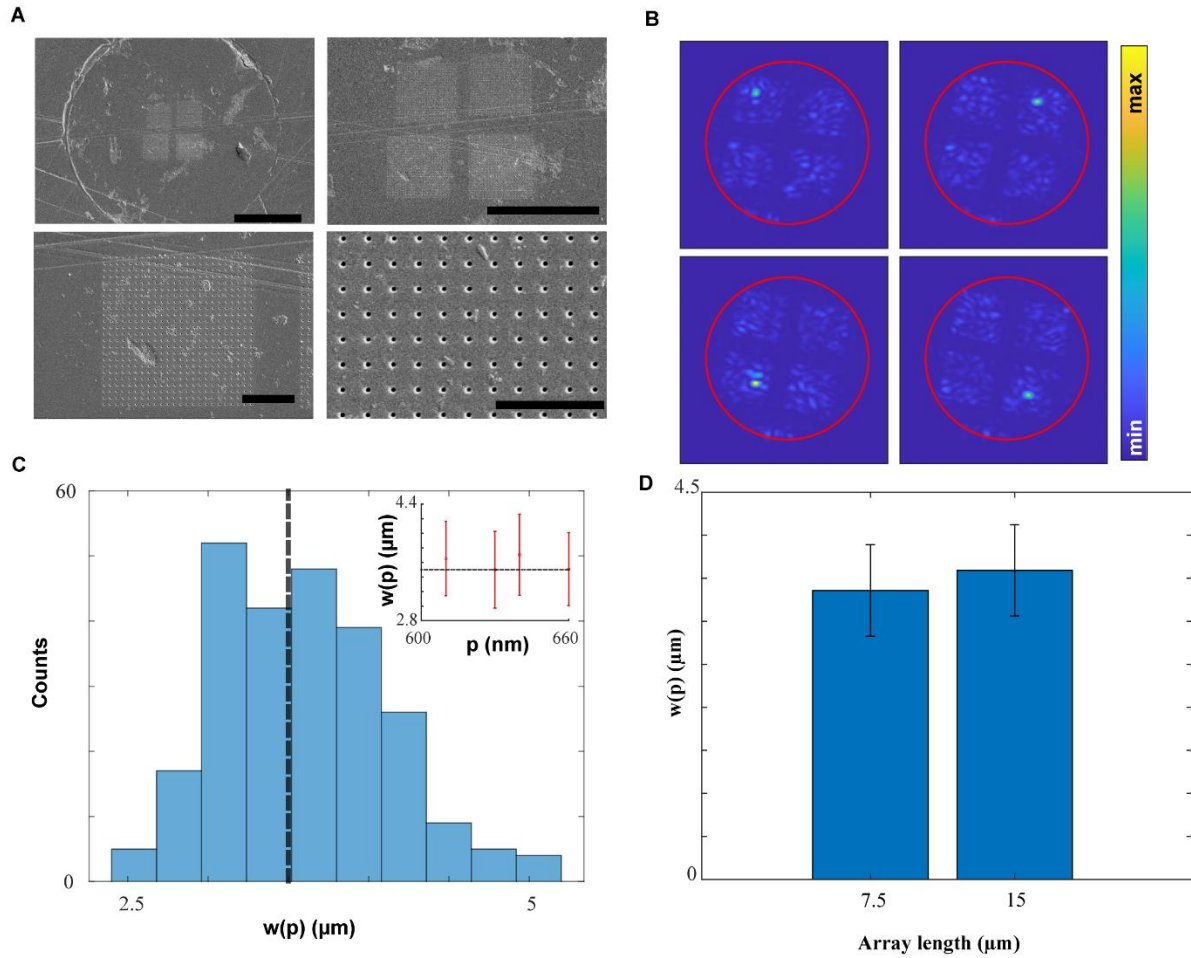 A
B
max
min
C
60
Counts
0
2.5
5
w(p) (µm)
4.4
w(p) (µm)
2.8
600
660
p (nm)
D
4.5
w(p) (µm)
0
7.5
15
Array length (µm)